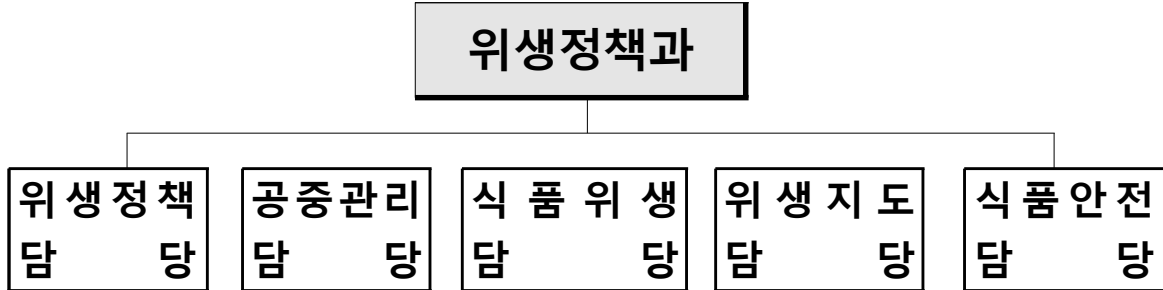 위생정책과
위생정책
담 당
공중관리
담 당
식품위생
담 당
위생지도
담 당
식품안전
담 당